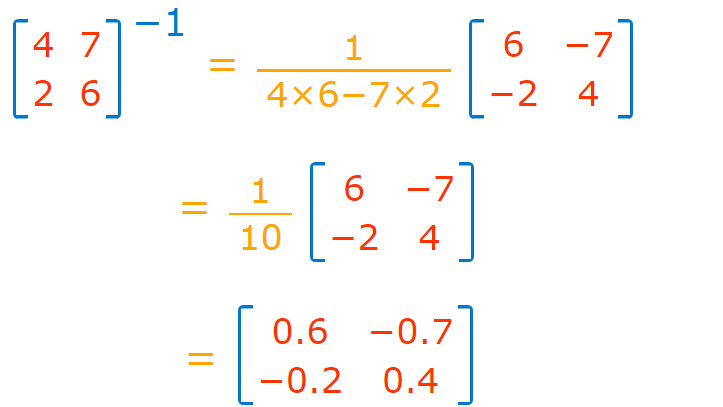 [4 7; 2 6]⁻¹ = 1/(4×6−7×2) [6 −7; −2 4]
= 1/10 [6 −7; −2 4]
= [0.6 −0.7; −0.2 0.4]